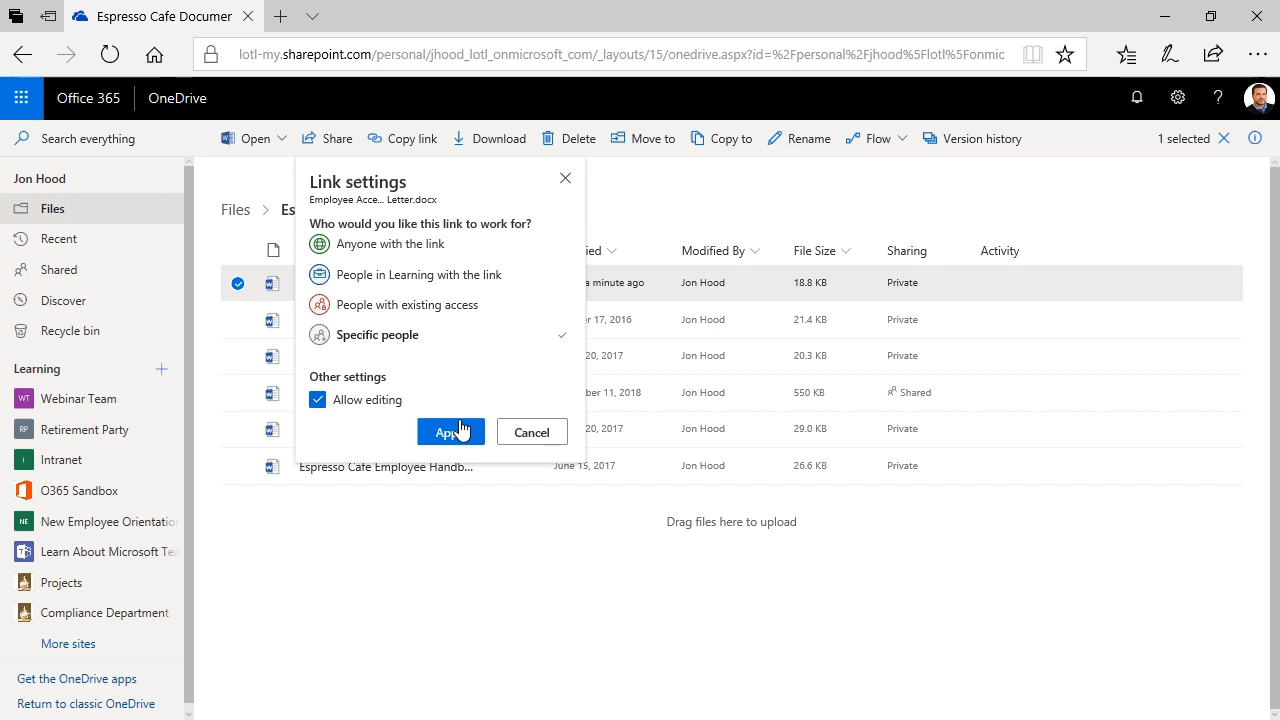 Espresso Cafe Documer
lotl-my.sharepoint.com/personal/jhood_lotl_onmicrosoft_com/_layouts/15/onedrive.aspx?id=%2Fpersonal%2Fjhood%5Flotl%5Fonmic
Office 365 OneDrive ?
Search everything Open Share Copy link Download Delete Move to Copy to Rename Flow Version history 1 selected
Jon Hood
Files
Recent
Shared
Discover
Recycle bin
Learning +
WT Webinar Team
RP Retirement Party
I Intranet
O365 Sandbox
NE New Employee Orientation
Learn About Microsoft Tea
Projects
Compliance Department
More sites
Get the OneDrive apps
Return to classic OneDrive
Files > Es
Link settings
Employee Acce... Letter.docx
Who would you like this link to work for?
Anyone with the link
People in Learning with the link
People with existing access
Specific people
Other settings
Allow editing
Cancel
ied Modified By File Size Sharing Activity
a minute ago Jon Hood 18.8 KB Private
r 17, 2016 Jon Hood 21.4 KB Private
20, 2017 Jon Hood 20.3 KB Private
ber 11, 2018 Jon Hood 550 KB Shared
20, 2017 Jon Hood 29.0 KB Private
Espresso Cafe Employee Handb... June 15, 2017 Jon Hood 26.6 KB Private
Drag files here to upload